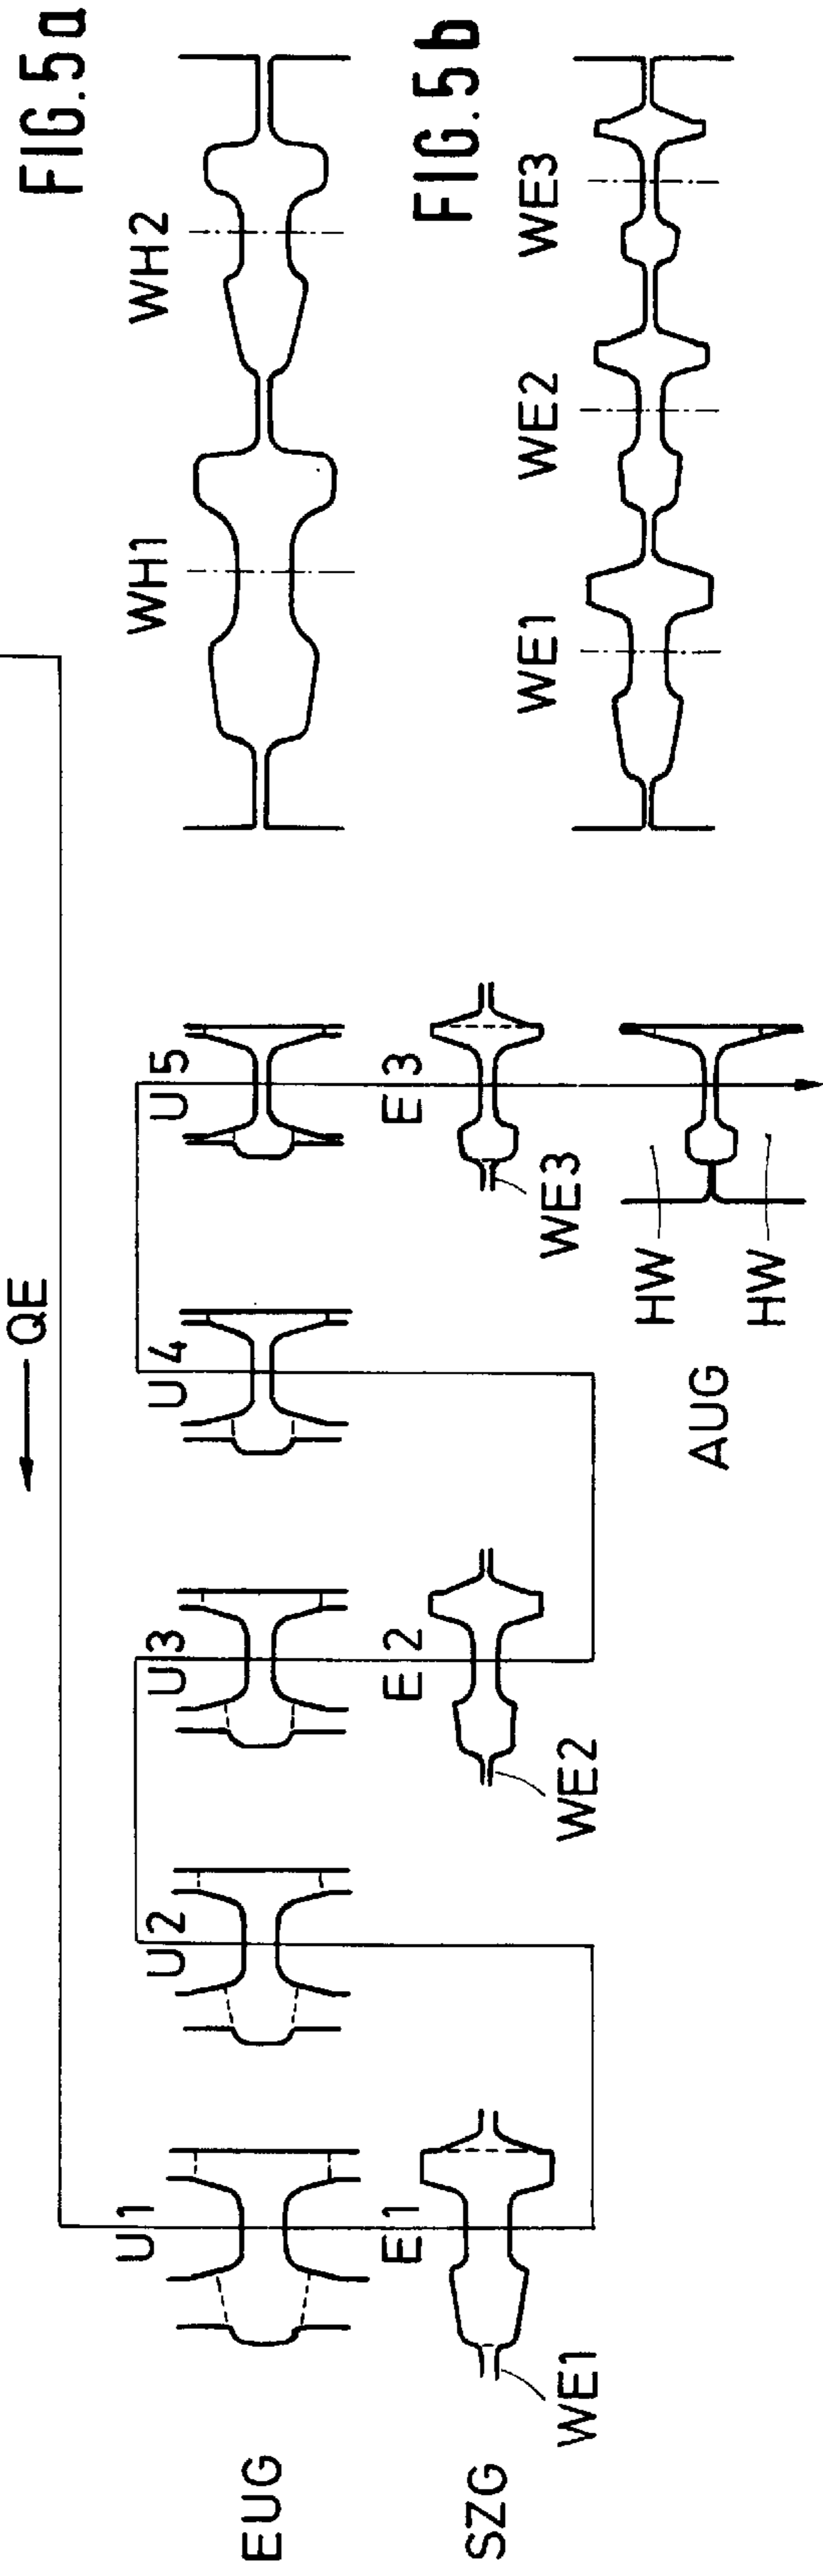 FIG.5a
WH1 WH2
FIG.5b
WE1 WE2 WE3
QE
U1 U2 U3 U4 U5
EUG
E1 E2 E3
SZG
WE1 WE2 WE3
HW
HW
AUG